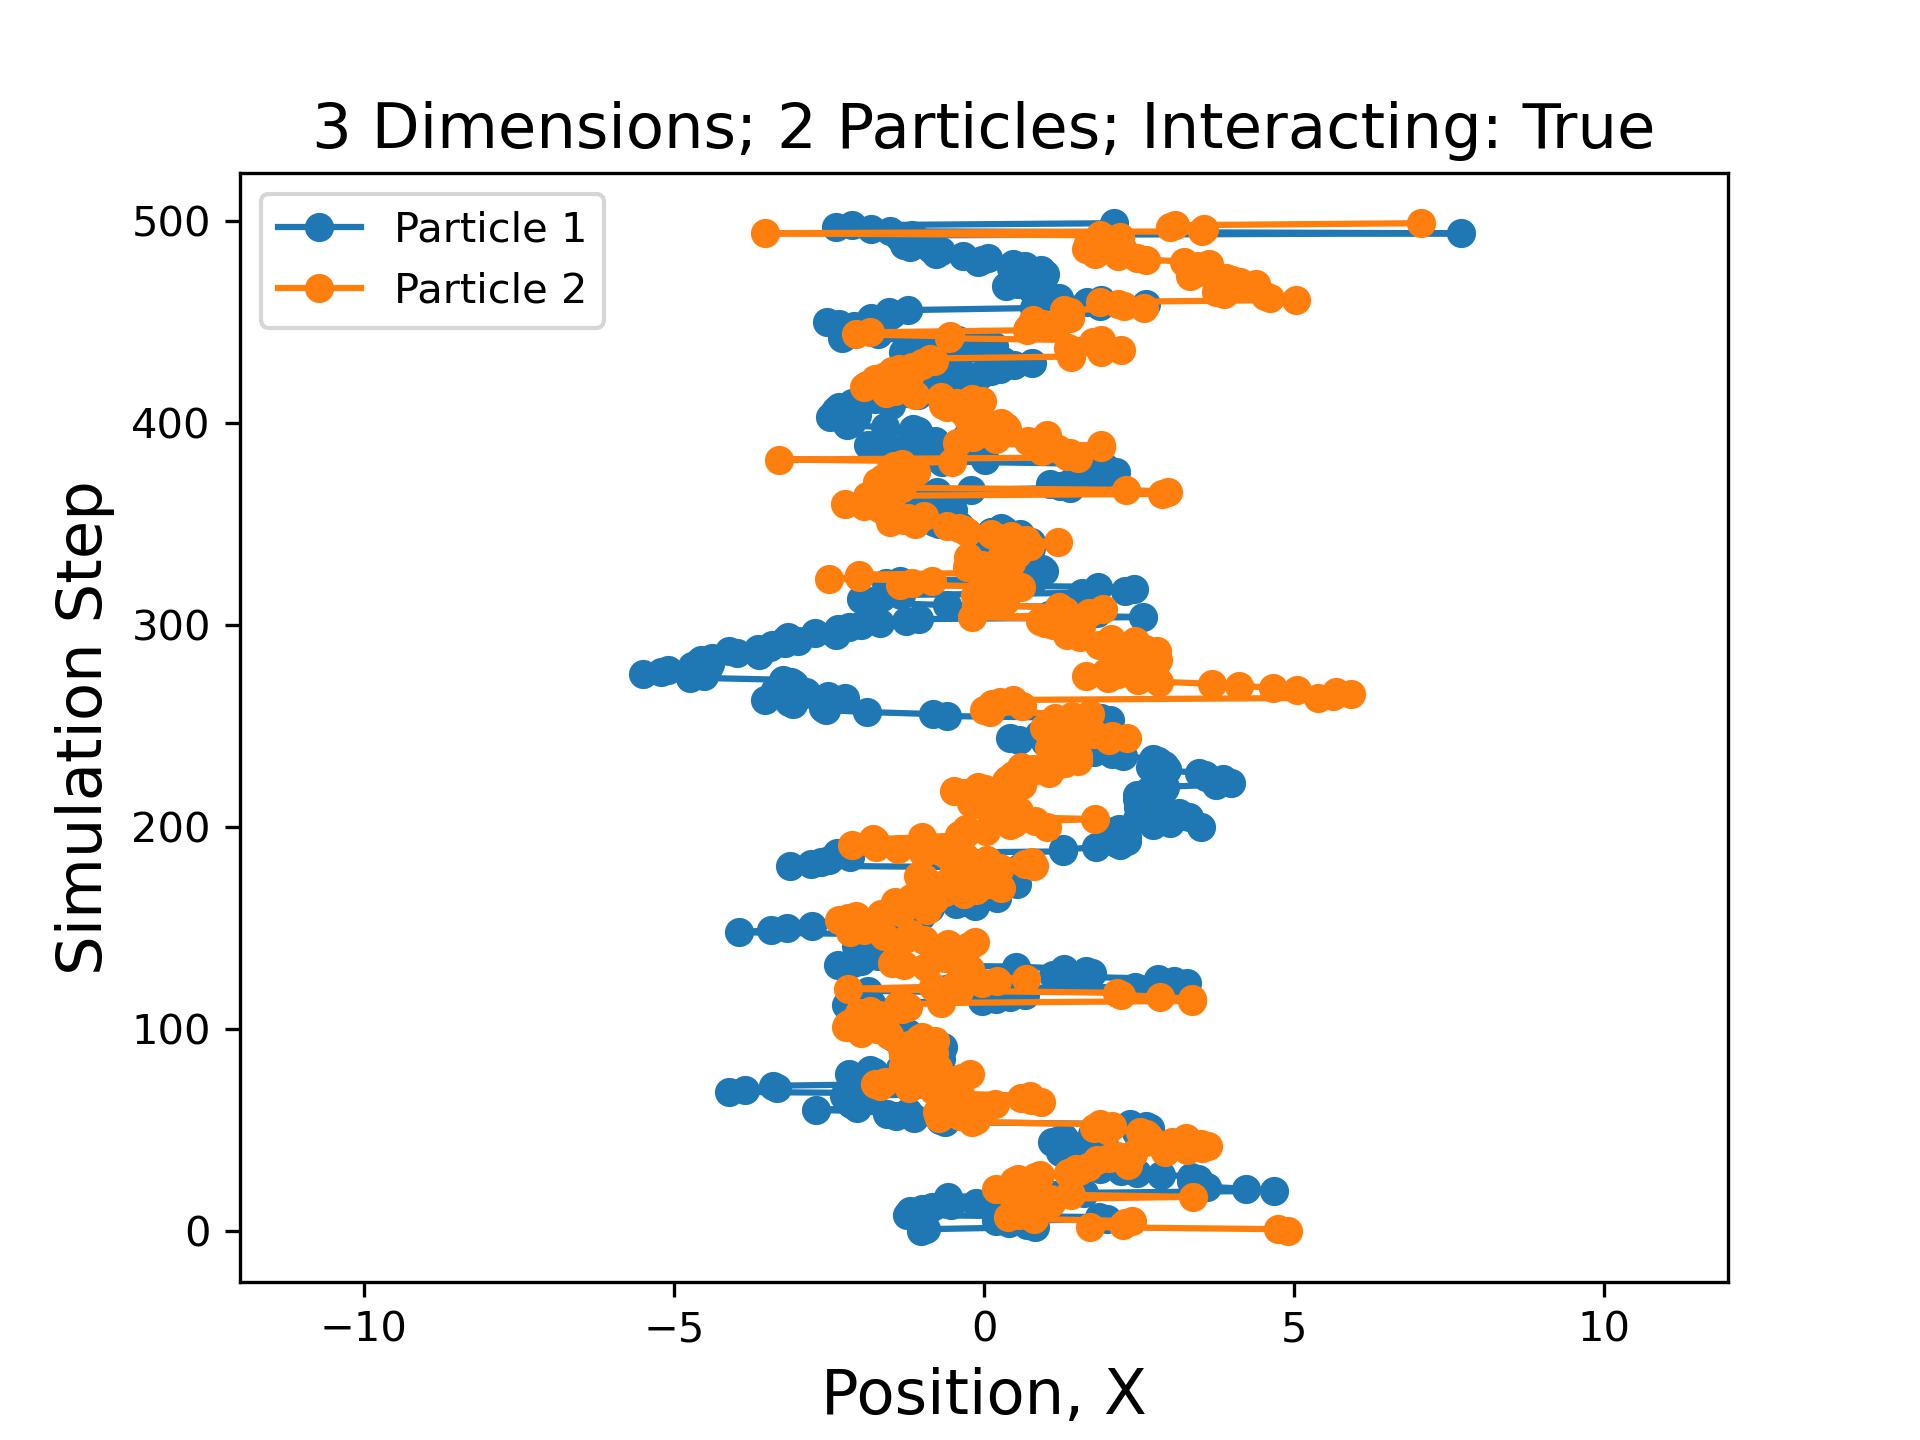 3 Dimensions; 2 Particles; Interacting: True
Particle 1
Particle 2
500
400
300
200
100
0
Simulation Step
−10
−5
0
5
10
Position, X